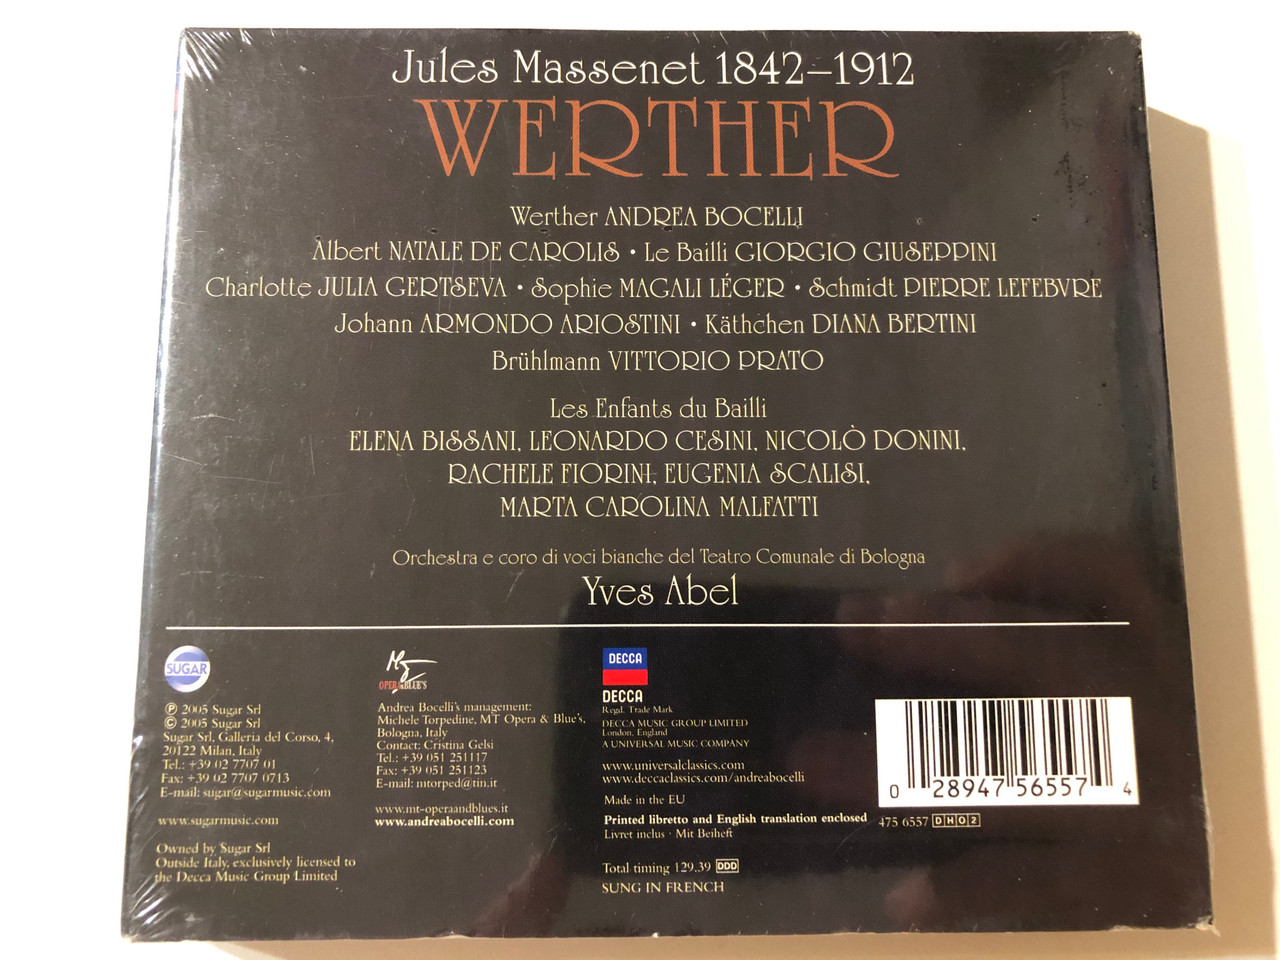 Jules Massenet 1842–1912
WERTHER
Werther ANDREA BOCELLI
Albert NATALE DE CAROLIS • Le Bailli GIORGIO GIUSEPPINI
Charlotte JULIA GERTSEVA • Sophie MAGALI LÉGER • Schmidt PIERRE LEFEBVRE
Johann ARMONDO ARIOSTINI • Käthchen DIANA BERTINI
Brühlmann VITTORIO PRATO
Les Enfants du Bailli
ELENA BISSANI, LEONARDO CESINI, NICOLÒ DONINI,
RACHELE FIORINI, EUGENIA SCALISI,
MARTA CAROLINA MALFATTI
Orchestra e coro di voci bianche del Teatro Comunale di Bologna
Yves Abel
SUGAR
℗ 2005 Sugar Srl
© 2005 Sugar Srl
Sugar Srl, Galleria del Corso, 4,
20122 Milan, Italy
Tel.: +39 02 7707 01
Fax: +39 02 7707 0713
E-mail: sugar@sugarmusic.com
www.sugarmusic.com
Owned by Sugar Srl
Outside Italy, exclusively licensed to
the Decca Music Group Limited
OPERA&BLUE'S
Andrea Bocelli's management:
Michele Torpedine, MT Opera & Blue's,
Bologna, Italy
Contact: Cristina Gelsi
Tel.: +39 051 251117
Fax: +39 051 251123
E-mail: mtorped@tin.it
www.mt-operaandblues.it
www.andreabocelli.com
DECCA
DECCA
Regd. Trade Mark
DECCA MUSIC GROUP LIMITED
London, England
A UNIVERSAL MUSIC COMPANY
www.universalclassics.com
www.deccaclassics.com/andreabocelli
Made in the EU
Printed libretto and English translation enclosed
Livret inclus · Mit Beiheft
Total timing 129.39 DDD
SUNG IN FRENCH
0 28947 56557 4
475 6557 DHO2